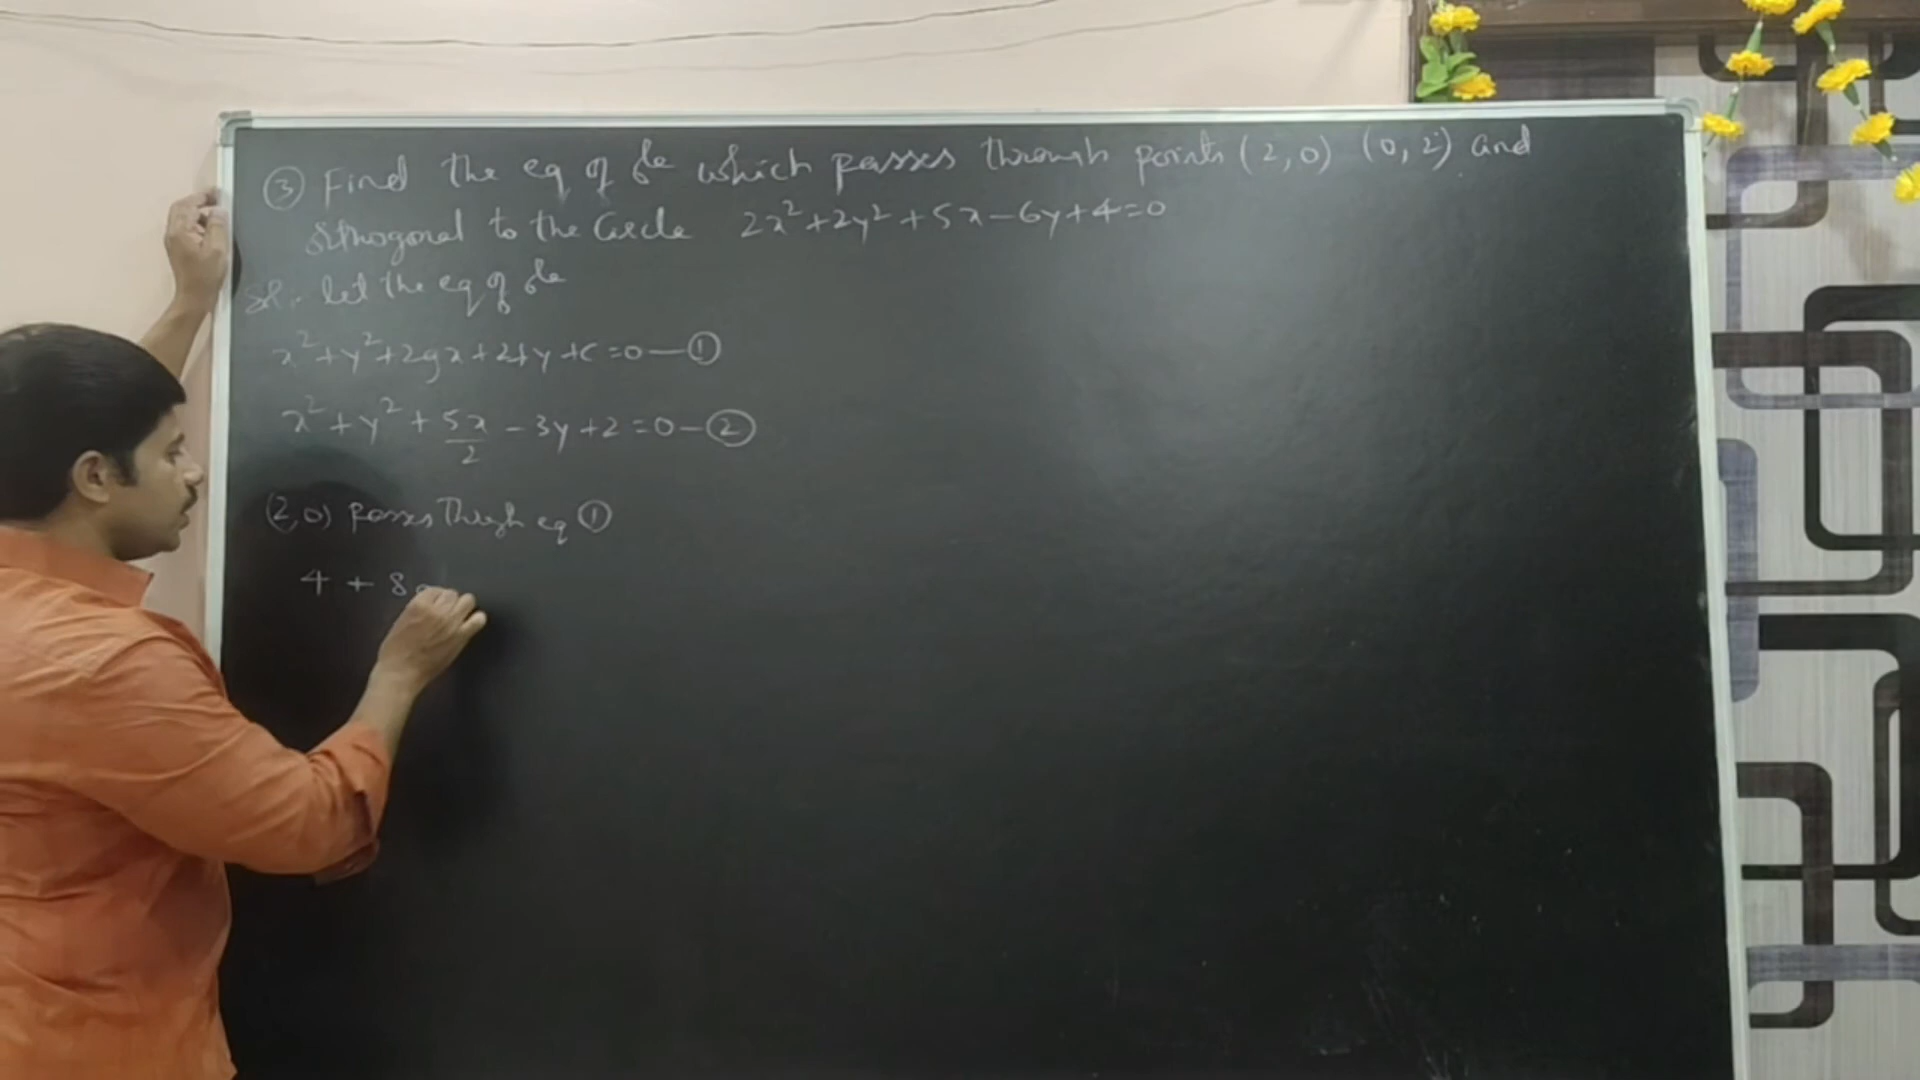 ③ Find the eq of ⊙le which passes through points (2,0) (0,2) and
Orthogonal to the Circle 2x²+2y²+5x-6y+4=0
Sol:- let the eq of ⊙le
x²+y²+2gx+2fy+c=0-①
x²+y²+5x/2-3y+2=0-②
(2,0) Passes Through eq ①
4+8